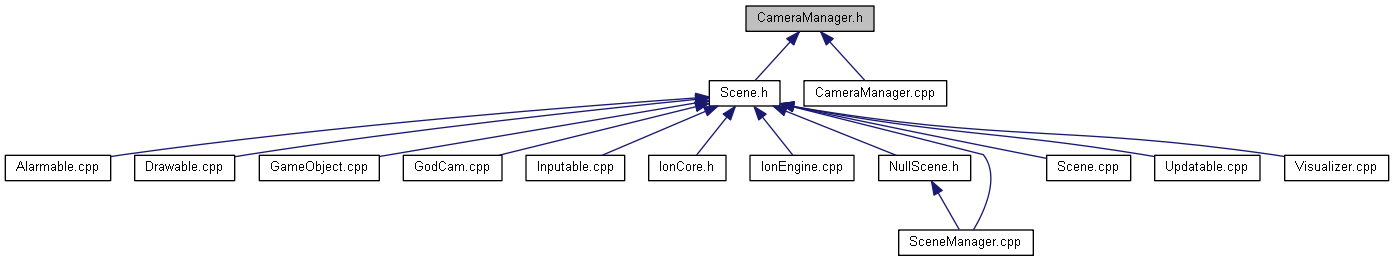 CameraManager.h
Scene.h
CameraManager.cpp
Alarmable.cpp
Drawable.cpp
GameObject.cpp
GodCam.cpp
Inputable.cpp
IonCore.h
IonEngine.cpp
NullScene.h
Scene.cpp
Updatable.cpp
Visualizer.cpp
SceneManager.cpp